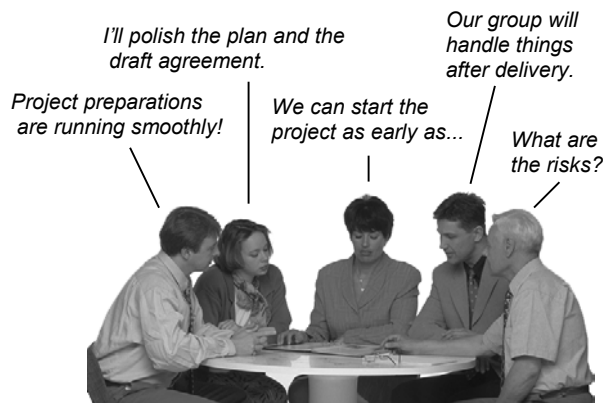 I'll polish the plan and the
draft agreement.
Our group will
handle things
after delivery.
Project preparations
are running smoothly!
We can start the
project as early as...
What are
the risks?